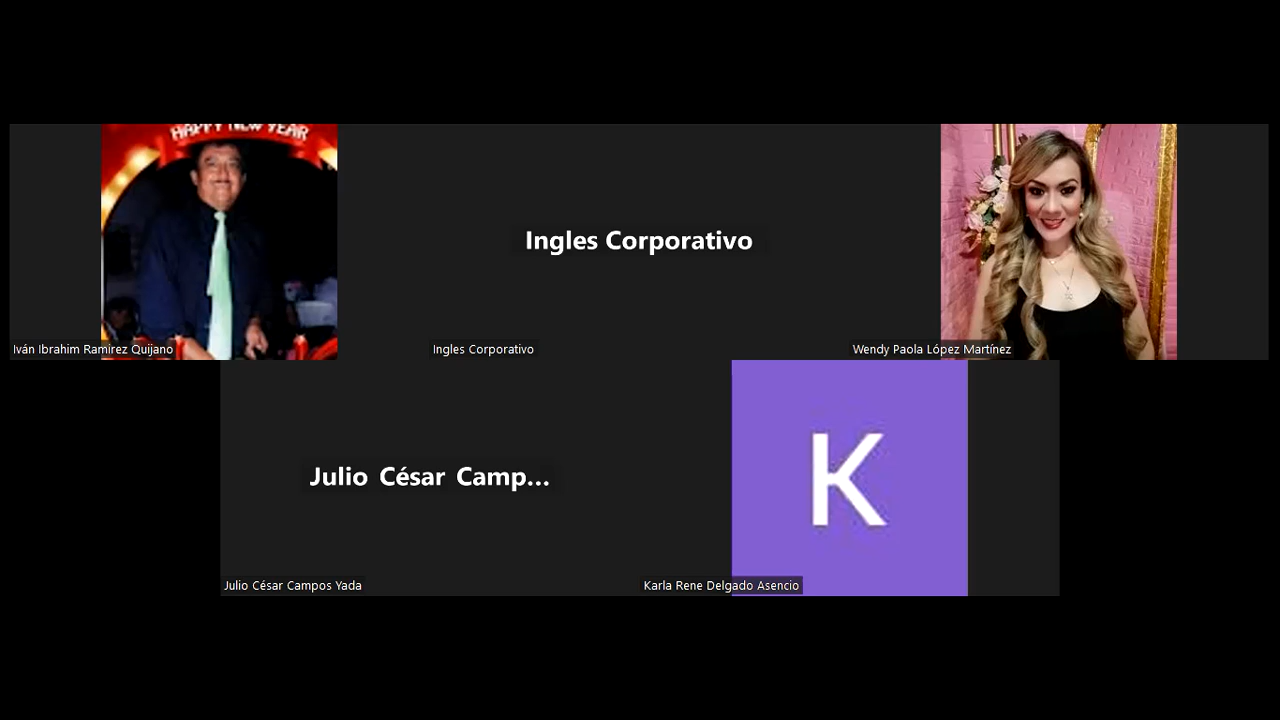 HAPPY NEW YEAR
Iván Ibrahim Ramirez Quijano
Ingles Corporativo
Ingles Corporativo
Wendy Paola López Martínez
Julio César Camp...
Julio César Campos Yada
K
Karla Rene Delgado Asencio